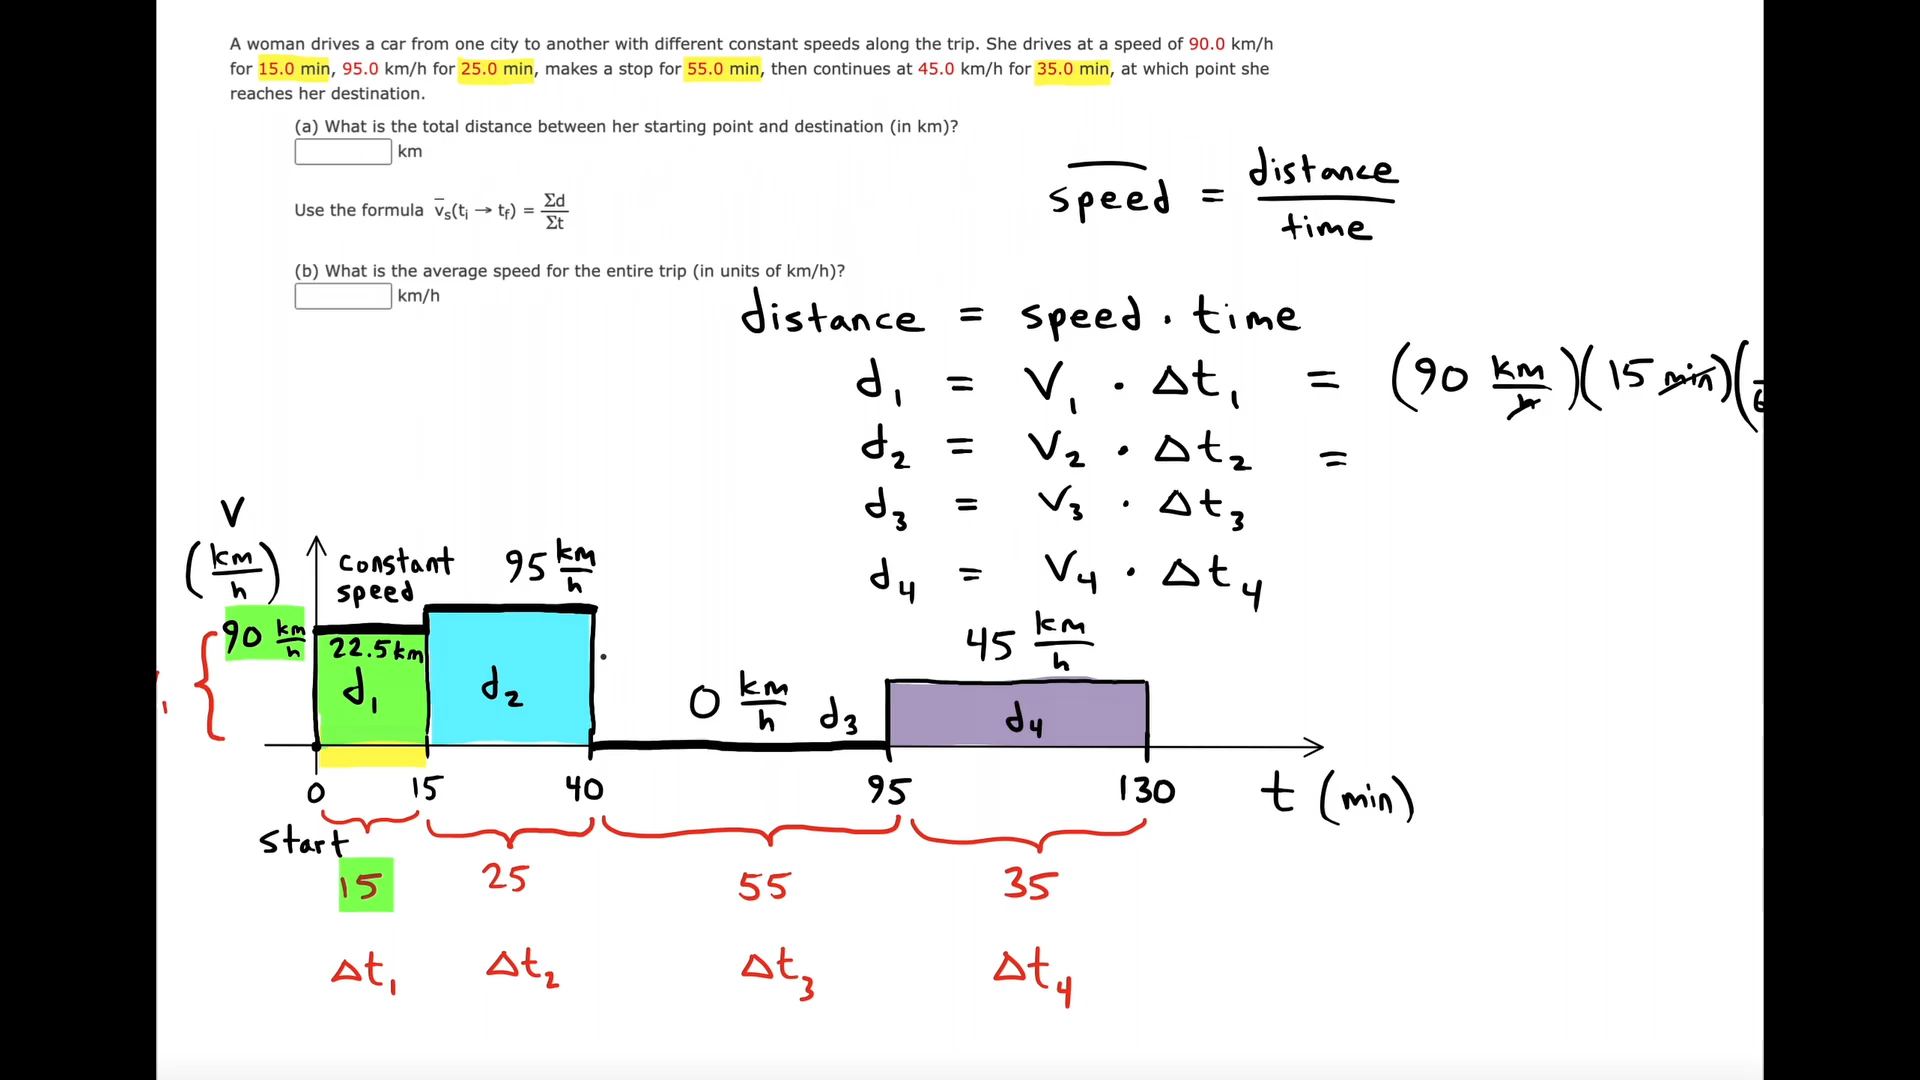 A woman drives a car from one city to another with different constant speeds along the trip. She drives at a speed of 90.0 km/h
for 15.0 min, 95.0 km/h for 25.0 min, makes a stop for 55.0 min, then continues at 45.0 km/h for 35.0 min, at which point she
reaches her destination.
(a) What is the total distance between her starting point and destination (in km)?
km
Use the formula v̄s(ti → tf) = Σd/Σt
(b) What is the average speed for the entire trip (in units of km/h)?
km/h
speed = distance/time
distance = speed · time
d₁ = V₁ · Δt₁ = (90 km/h)(15 min)(
d₂ = V₂ · Δt₂ =
d₃ = V₃ · Δt₃
d₄ = V₄ · Δt₄
V
(km/h)
constant
speed
95 km/h
90 km/h
22.5 km
d₁
d₂
0 km/h
d₃
45 km/h
d₄
0 15 40 95 130 t (min)
start
15 25 55 35
Δt₁ Δt₂ Δt₃ Δt₄